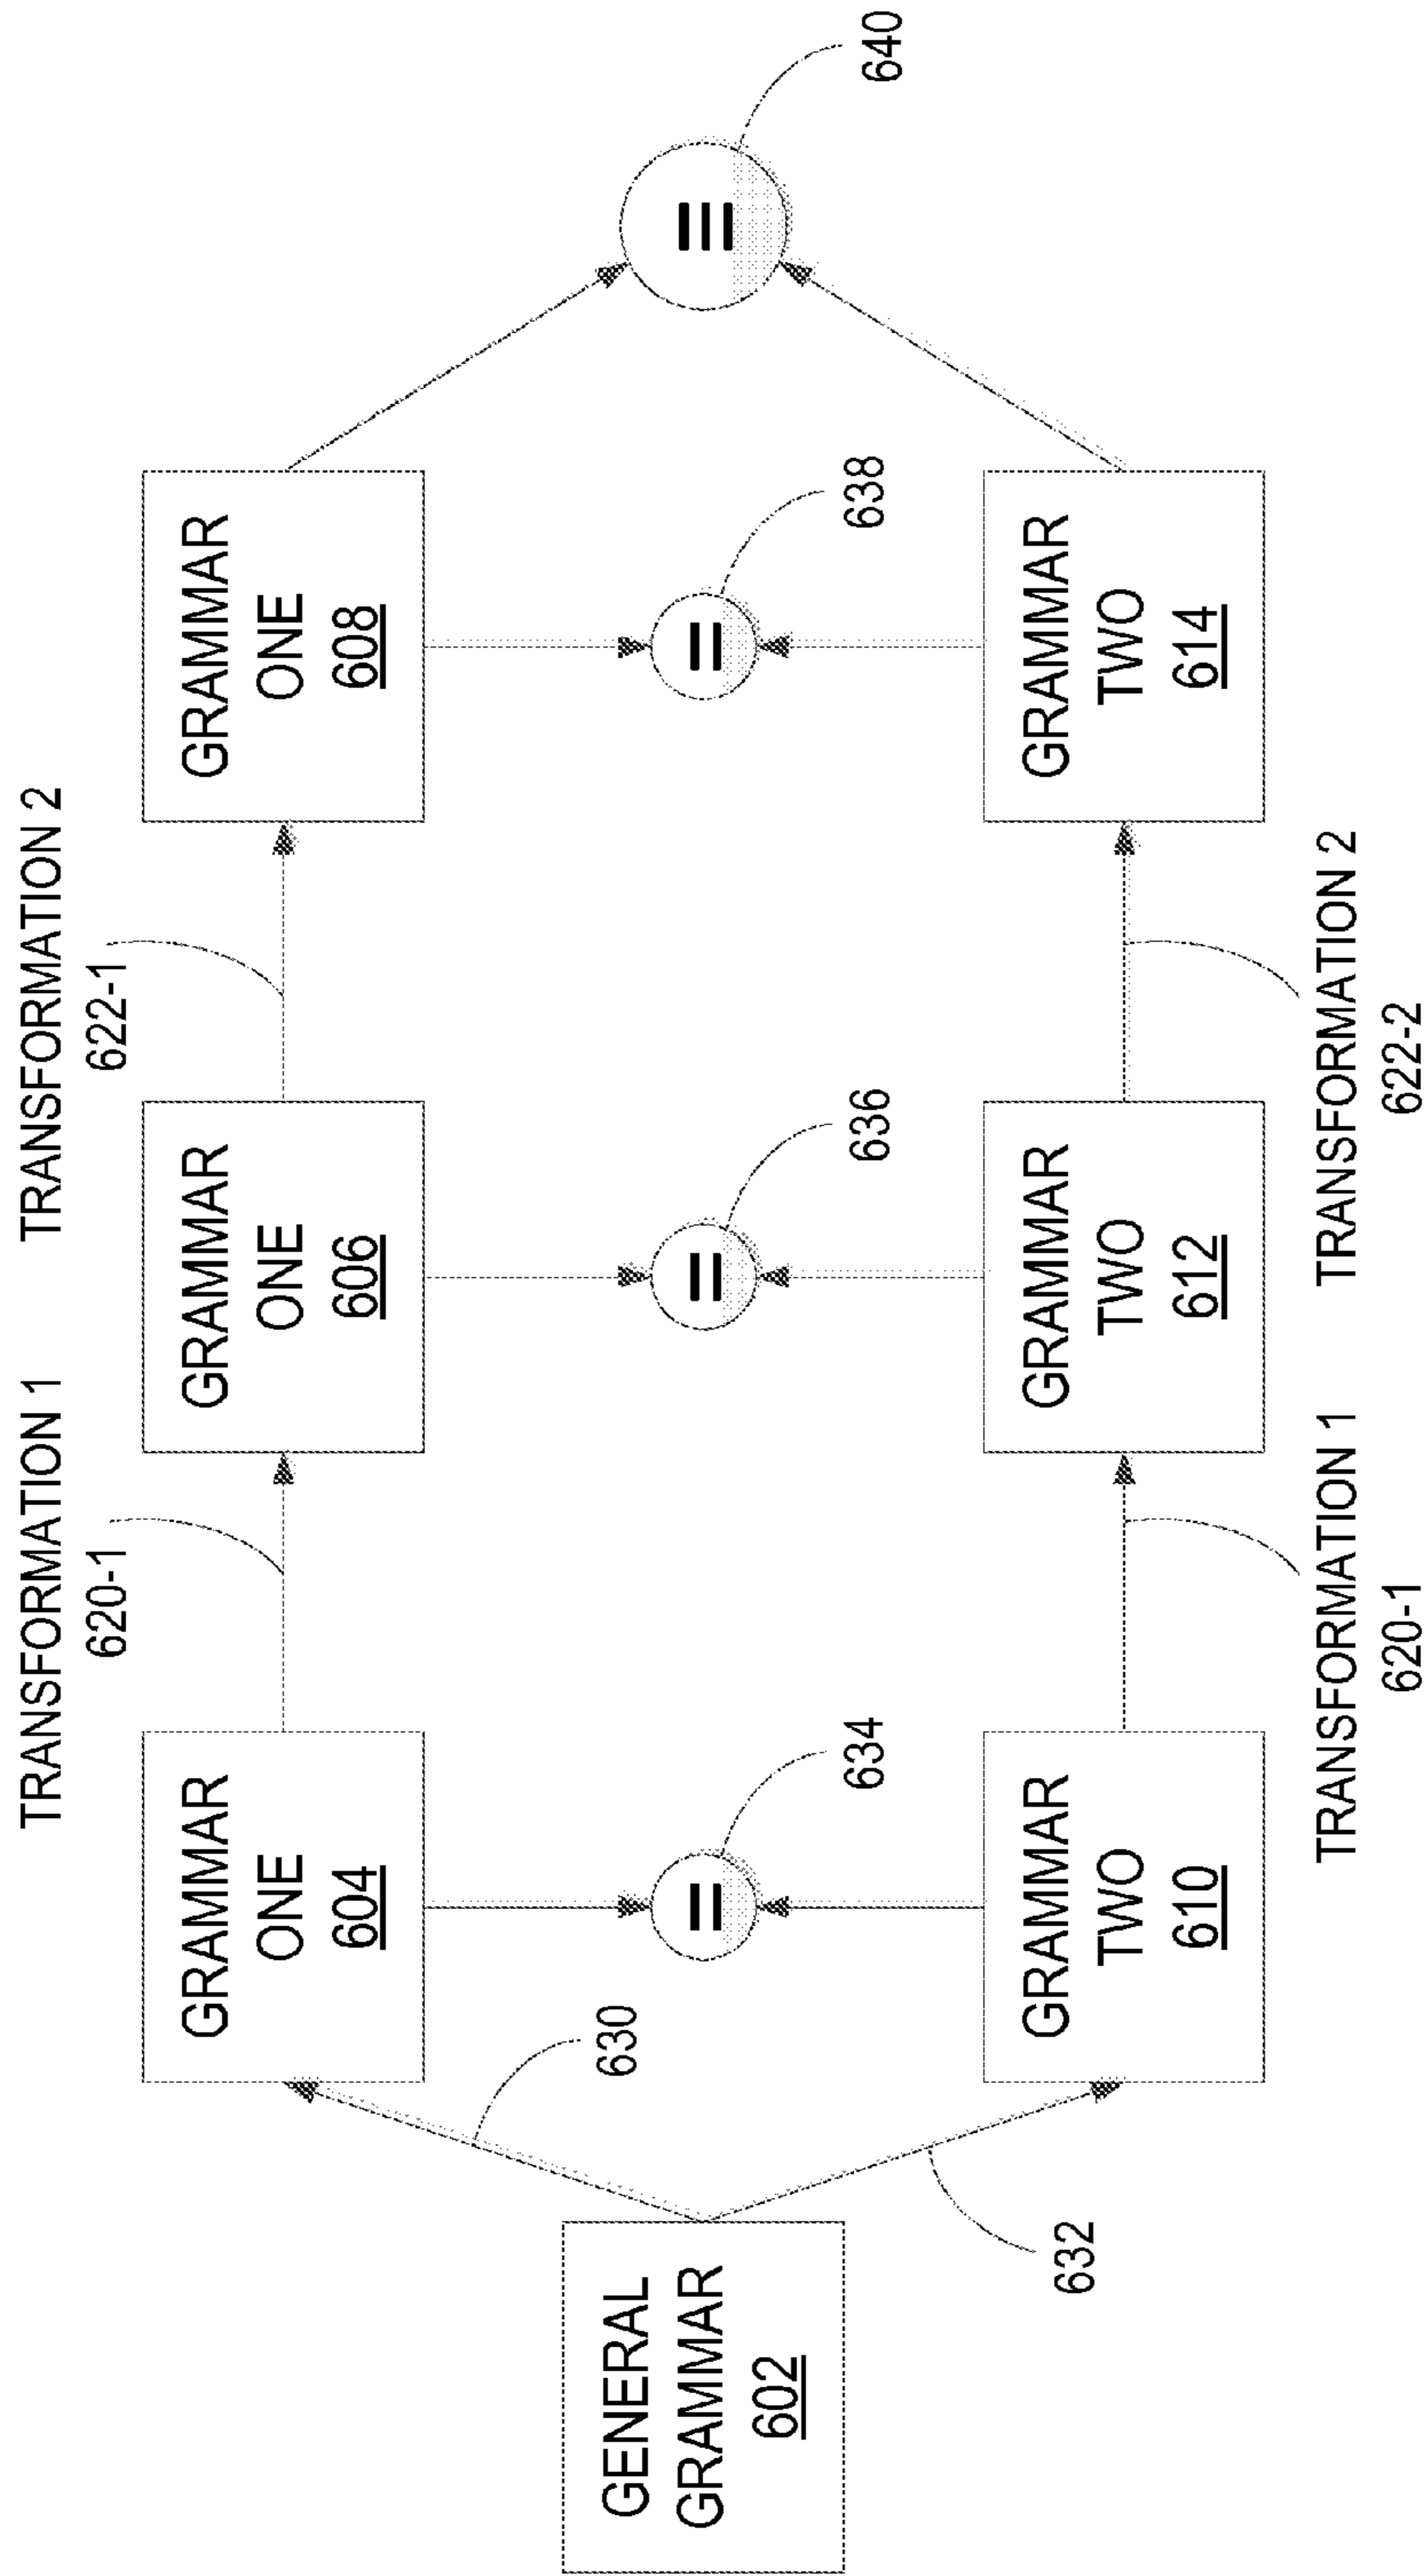 TRANSFORMATION 1
620-1
TRANSFORMATION 2
622-1
GRAMMAR
ONE
604
GRAMMAR
ONE
606
GRAMMAR
ONE
608
630
GENERAL
GRAMMAR
602
=
634
=
636
=
638
≡
640
632
GRAMMAR
TWO
610
GRAMMAR
TWO
612
GRAMMAR
TWO
614
TRANSFORMATION 1
620-1
TRANSFORMATION 2
622-2